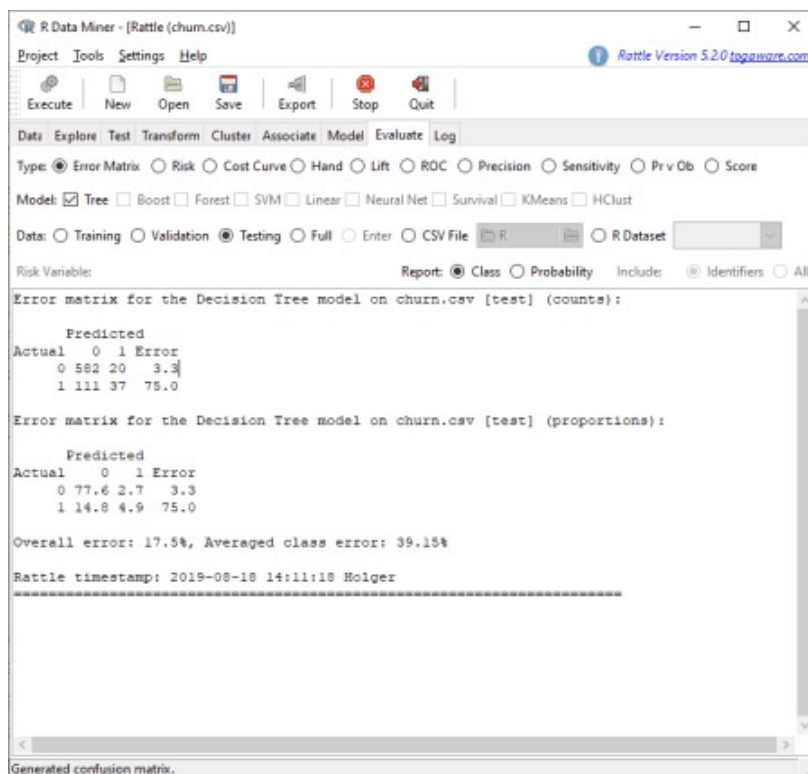 R Data Miner - [Rattle (churn.csv)]
Project Tools Settings Help
Rattle Version 5.2.0 togaware.com
Execute New Open Save Export Stop Quit
Data Explore Test Transform Cluster Associate Model Evaluate Log
Type: Error Matrix Risk Cost Curve Hand Lift ROC Precision Sensitivity Pr v Ob Score
Model: Tree Boost Forest SVM Linear Neural Net Survival KMeans HClust
Data: Training Validation Testing Full Enter CSV File R R Dataset
Risk Variable: Report: Class Probability Include: Identifiers All
Error matrix for the Decision Tree model on churn.csv [test] (counts):
Predicted
Actual 0 1 Error
0 582 20 3.3
1 111 37 75.0
Error matrix for the Decision Tree model on churn.csv [test] (proportions):
Predicted
Actual 0 1 Error
0 77.6 2.7 3.3
1 14.8 4.9 75.0
Overall error: 17.5%, Averaged class error: 39.15%
Rattle timestamp: 2019-08-18 14:11:18 Holger
======================================================================
Generated confusion matrix.